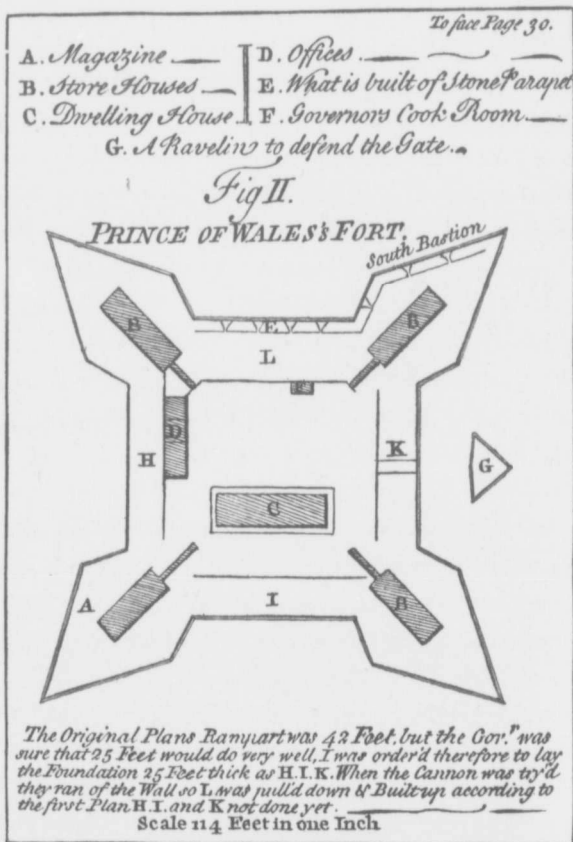 To face Page 30.
A. Magazine
B. Store Houses
C. Dwelling House
D. Offices
E. What is built of Stone Parapet
F. Governors Cook Room
G. A Ravelin to defend the Gate.
Fig II.
PRINCE OF WALES's FORT.
South Bastion
B
E
B
L
F
D
H
K
G
C
A
I
B
The Original Plans Rampart was 42 Feet, but the Gor.r was
sure that 25 Feet would do very well, I was order'd therefore to lay
the Foundation 25 Feet thick as H.I.K. When the Cannon was try'd
they ran of the Wall so L was pull'd down & Built up according to
the first Plan H.I. and K not done yet.
Scale 114 Feet in one Inch